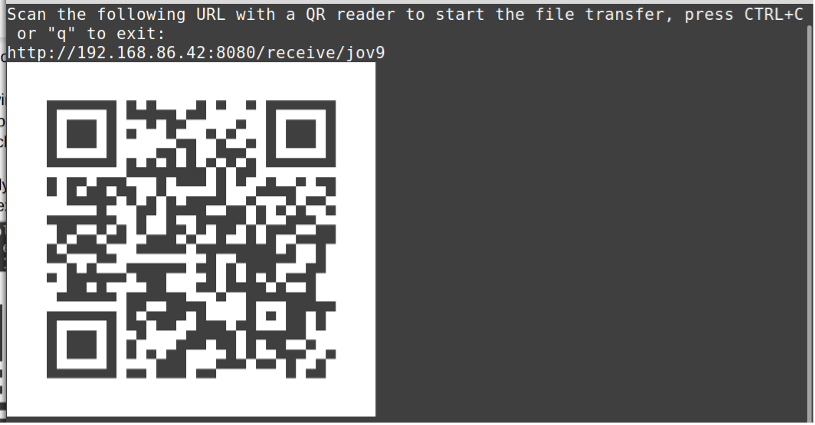 Scan the following URL with a QR reader to start the file transfer, press CTRL+C
 or "q" to exit:
http://192.168.86.42:8080/receive/jov9